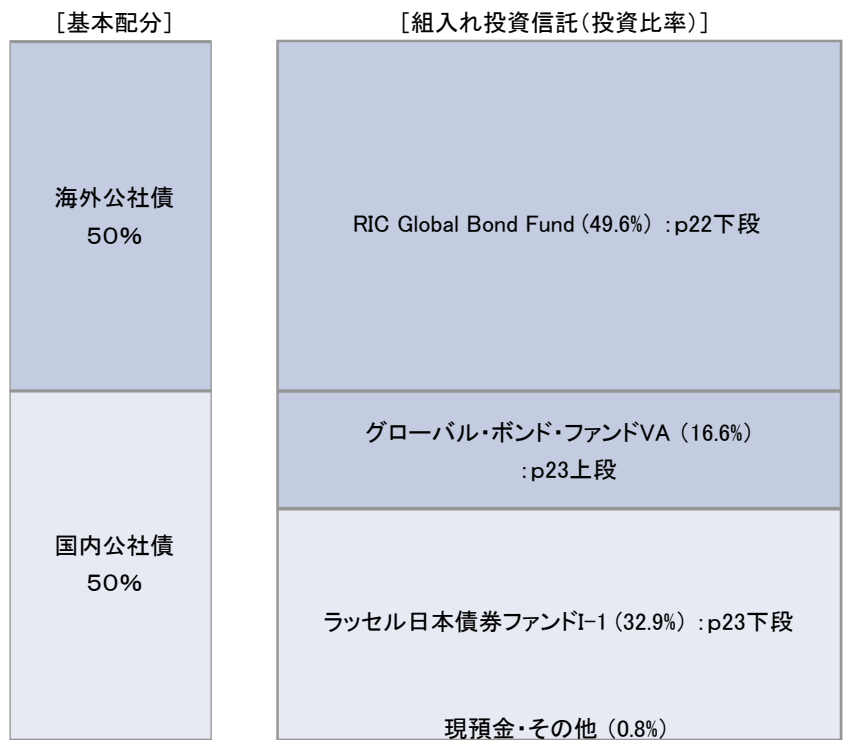 ［基本配分］
［組入れ投資信託（投資比率）］
海外公社債
５０％
国内公社債
５０％
RIC Global Bond Fund (49.6%) ：p22下段
グローバル・ボンド・ファンドVA (16.6%)
：p23上段
ラッセル日本債券ファンドI-1 (32.9%) ：p23下段
現預金・その他 (0.8%)